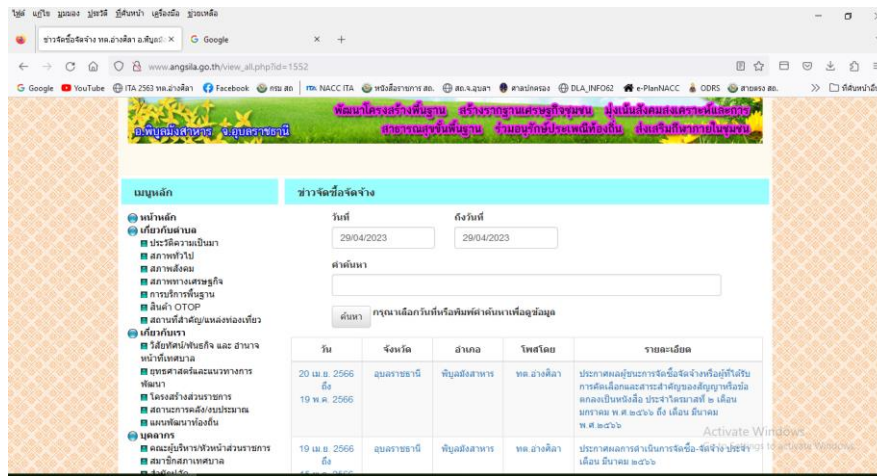 ไฟล์ แก้ไข มุมมอง ประวัติ ที่คั่นหน้า เครื่องมือ ช่วยเหลือ
ข่าวจัดซื้อจัดจ้าง ทต.อ่างศิลา อ.พิบูลมั
Google
www.angsila.go.th/view_all.php?id=1552
Google YouTube ITA 2563 ทต.อ่างศิลา Facebook กรม สถ ITA NACC ITA หนังสือราชการ สถ. สถ.จ.อุบลฯ ศาลปกครอง DLA_INFO62 e-PlanNACC ODRS สายตรง สถ.
พัฒนาโครงสร้างพื้นฐาน สร้างรากฐานเศรษฐกิจชุมชน มุ่งเน้นสังคมสงเคราะห์และการ
สาธารณสุขขั้นพื้นฐาน ร่วมอนุรักษ์ประเพณีท้องถิ่น ส่งเสริมกีฬาภายในชุมชน
อ.พิบูลมังสาหาร จ.อุบลราชธานี
เมนูหลัก
หน้าหลัก
เกี่ยวกับตำบล
ประวัติความเป็นมา
สภาพทั่วไป
สภาพสังคม
สภาพทางเศรษฐกิจ
การบริการพื้นฐาน
สินค้า OTOP
สถานที่สำคัญ/แหล่งท่องเที่ยว
เกี่ยวกับเรา
วิสัยทัศน์/พันธกิจ และ อำนาจ
หน้าที่เทศบาล
ยุทธศาสตร์และแนวทางการ
พัฒนา
โครงสร้างส่วนราชการ
สถานะการคลัง/งบประมาณ
แผนพัฒนาท้องถิ่น
บุคลากร
คณะผู้บริหาร/หัวหน้าส่วนราชการ
สมาชิกสภาเทศบาล
สำนักปลัด
ข่าวจัดซื้อจัดจ้าง
วันที่ ถึงวันที่
29/04/2023 29/04/2023
คำค้นหา
ค้นหา กรุณาเลือกวันที่หรือพิมพ์คำค้นหาเพื่อดูข้อมูล
วัน จังหวัด อำเภอ โพสโดย รายละเอียด
20 เม.ย. 2566
ถึง
19 พ.ค. 2566
อุบลราชธานี พิบูลมังสาหาร ทต.อ่างศิลา
ประกาศผลผู้ชนะการจัดซื้อจัดจ้างหรือผู้ที่ได้รับ
การคัดเลือกและสาระสำคัญของสัญญาหรือข้อ
ตกลงเป็นหนังสือ ประจำไตรมาสที่ ๒ เดือน
มกราคม พ.ศ.๒๕๖๖ ถึง เดือน มีนาคม
พ.ศ.๒๕๖๖
19 เม.ย. 2566
ถึง
อุบลราชธานี พิบูลมังสาหาร ทต.อ่างศิลา
ประกาศผลการดำเนินการจัดซื้อ-จัดจ้าง ประจำ
เดือน มีนาคม ๒๕๖๖
Activate Windows
Go to Settings to activate Windows.